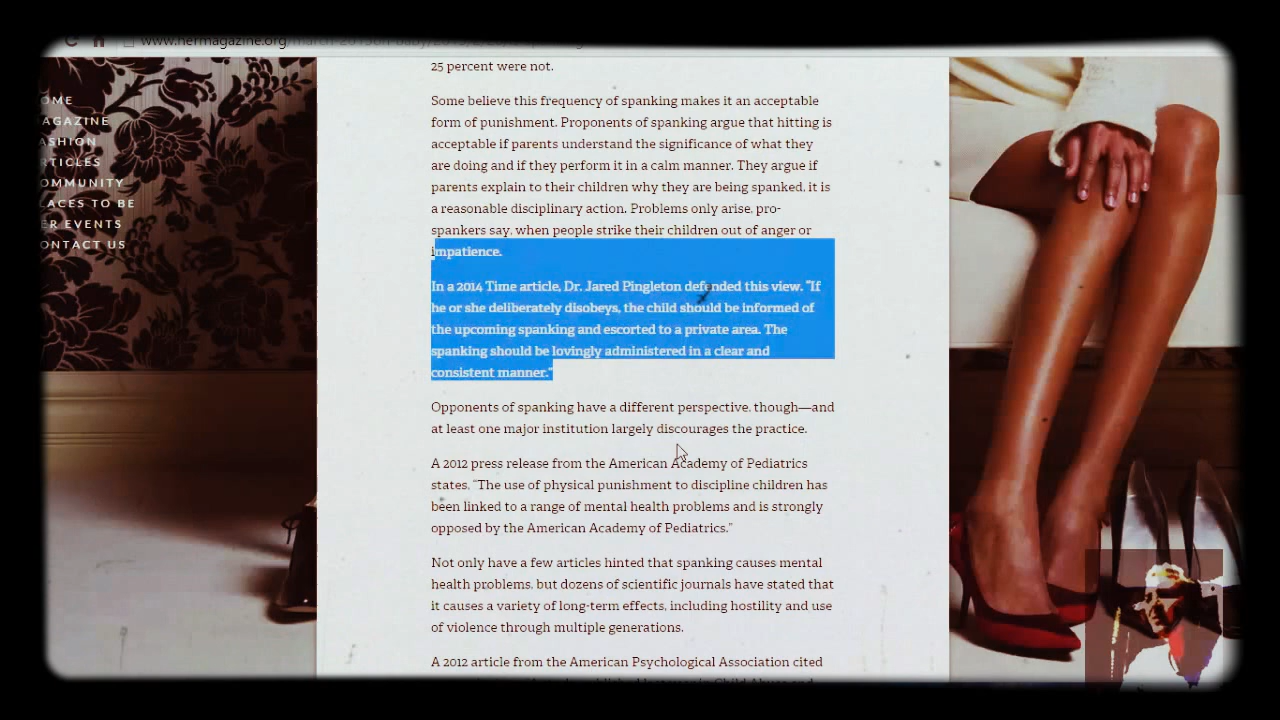 www.hermagazine.org
OME
AGAZINE
ASHION
RTICLES
OMMUNITY
LACES TO BE
ER EVENTS
ONTACT US
25 percent were not.
Some believe this frequency of spanking makes it an acceptable
form of punishment. Proponents of spanking argue that hitting is
acceptable if parents understand the significance of what they
are doing and if they perform it in a calm manner. They argue if
parents explain to their children why they are being spanked, it is
a reasonable disciplinary action. Problems only arise, pro-
spankers say, when people strike their children out of anger or
impatience.
In a 2014 Time article, Dr. Jared Pingleton defended this view. "If
he or she deliberately disobeys, the child should be informed of
the upcoming spanking and escorted to a private area. The
spanking should be lovingly administered in a clear and
consistent manner."
Opponents of spanking have a different perspective, though—and
at least one major institution largely discourages the practice.
A 2012 press release from the American Academy of Pediatrics
states, "The use of physical punishment to discipline children has
been linked to a range of mental health problems and is strongly
opposed by the American Academy of Pediatrics."
Not only have a few articles hinted that spanking causes mental
health problems, but dozens of scientific journals have stated that
it causes a variety of long-term effects, including hostility and use
of violence through multiple generations.
A 2012 article from the American Psychological Association cited